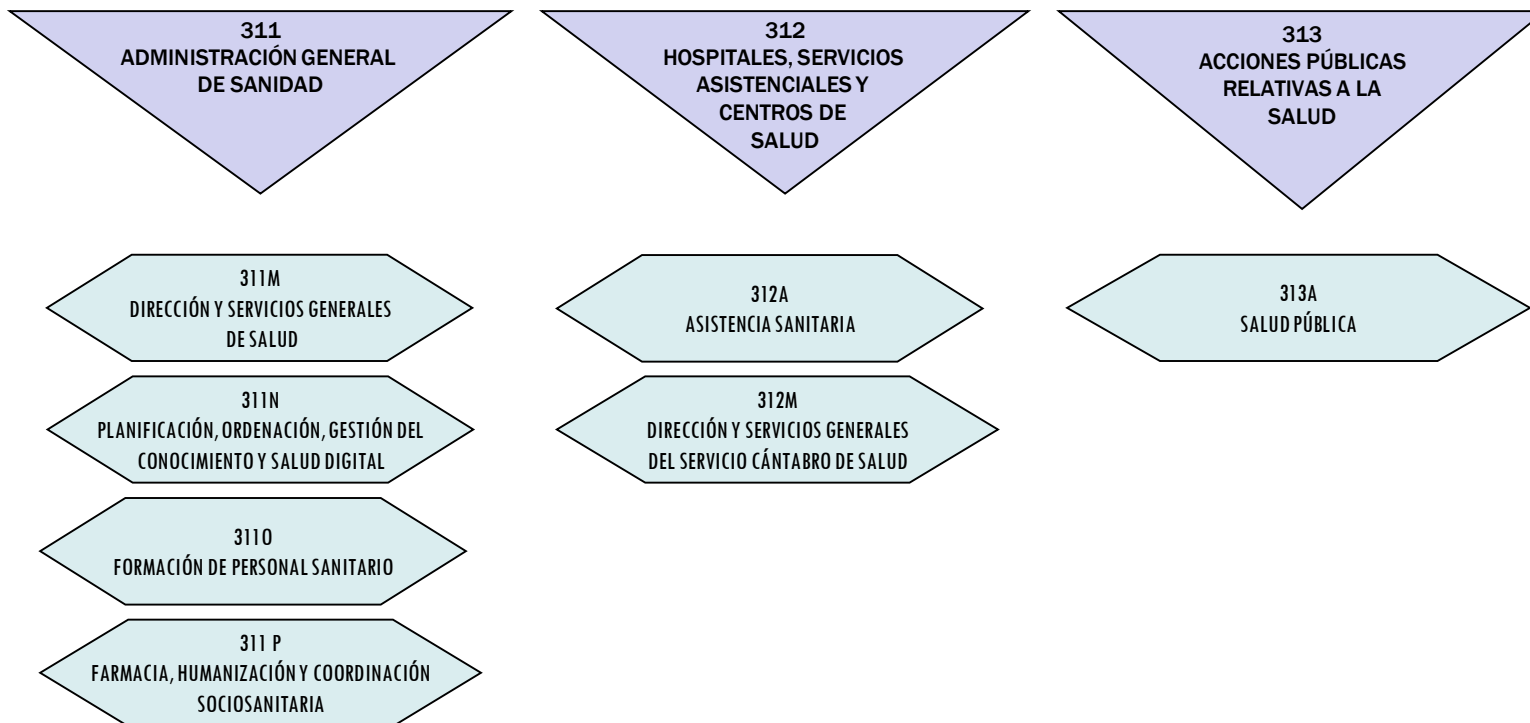 311
ADMINISTRACIÓN GENERAL
DE SANIDAD
311M
DIRECCIÓN Y SERVICIOS GENERALES
DE SALUD
311N
PLANIFICACIÓN, ORDENACIÓN, GESTIÓN DEL
CONOCIMIENTO Y SALUD DIGITAL
311O
FORMACIÓN DE PERSONAL SANITARIO
311 P
FARMACIA, HUMANIZACIÓN Y COORDINACIÓN
SOCIOSANITARIA
312
HOSPITALES, SERVICIOS
ASISTENCIALES Y
CENTROS DE
SALUD
312A
ASISTENCIA SANITARIA
312M
DIRECCIÓN Y SERVICIOS GENERALES
DEL SERVICIO CÁNTABRO DE SALUD
313
ACCIONES PÚBLICAS
RELATIVAS A LA
SALUD
313A
SALUD PÚBLICA